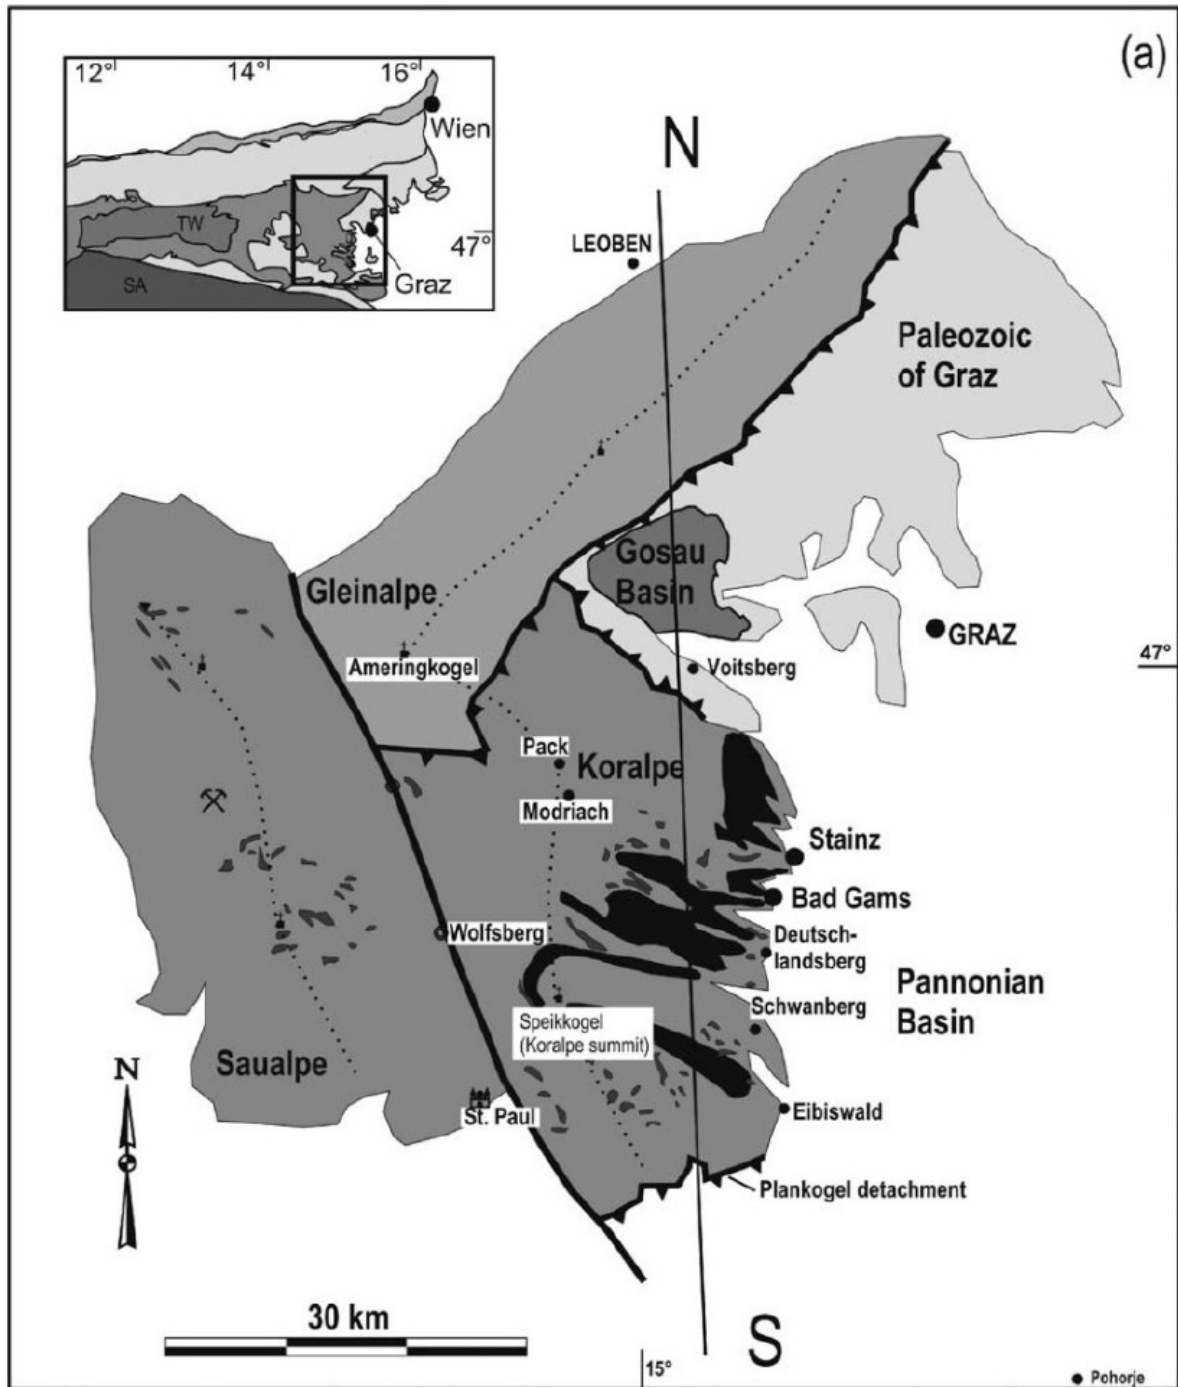 (a)
12°
14°
16°
Wien
TW
47°
SA
Graz
N
LEOBEN
Paleozoic
of Graz
Gosau
Basin
Gleinalpe
GRAZ
Ameringkogel
Voitsberg
47°
Pack
Koralpe
Modriach
Stainz
Bad Gams
Wolfsberg
Deutsch-
landsberg
Pannonian
Basin
Schwanberg
Speikkogel
(Koralpe summit)
Saualpe
N
St. Paul
Eibiswald
Plankogel detachment
30 km
S
15°
Pohorje